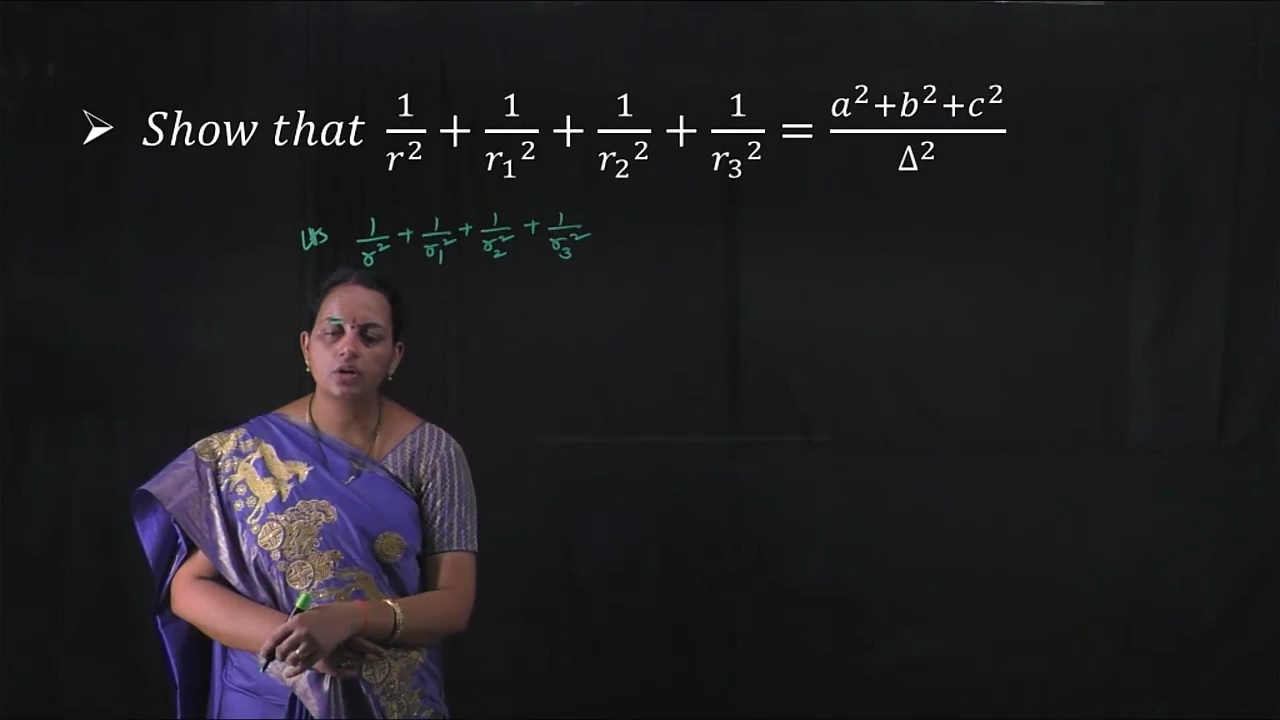 ➢ Show that 1/r² + 1/r₁² + 1/r₂² + 1/r₃² = (a²+b²+c²)/Δ²
LHS 1/r² + 1/r₁² + 1/r₂² + 1/r₃²